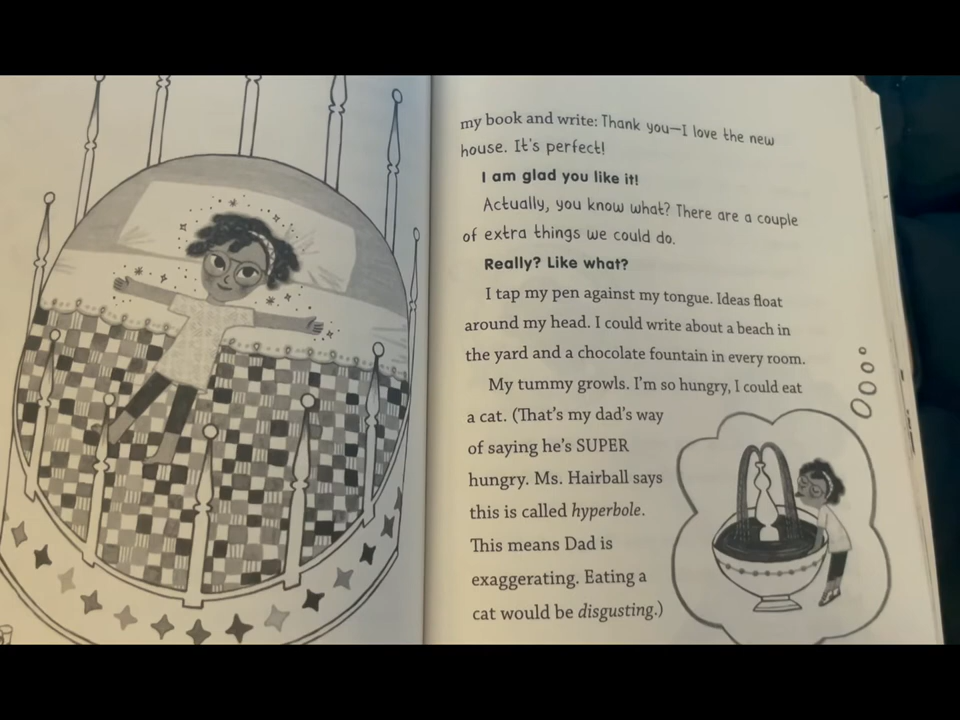 my book and write: Thank you—I love the new
house. It's perfect!
I am glad you like it!
Actually, you know what? There are a couple
of extra things we could do.
Really? Like what?
I tap my pen against my tongue. Ideas float
around my head. I could write about a beach in
the yard and a chocolate fountain in every room.
My tummy growls. I'm so hungry, I could eat
a cat. (That's my dad's way
of saying he's SUPER
hungry. Ms. Hairball says
this is called hyperbole.
This means Dad is
exaggerating. Eating a
cat would be disgusting.)